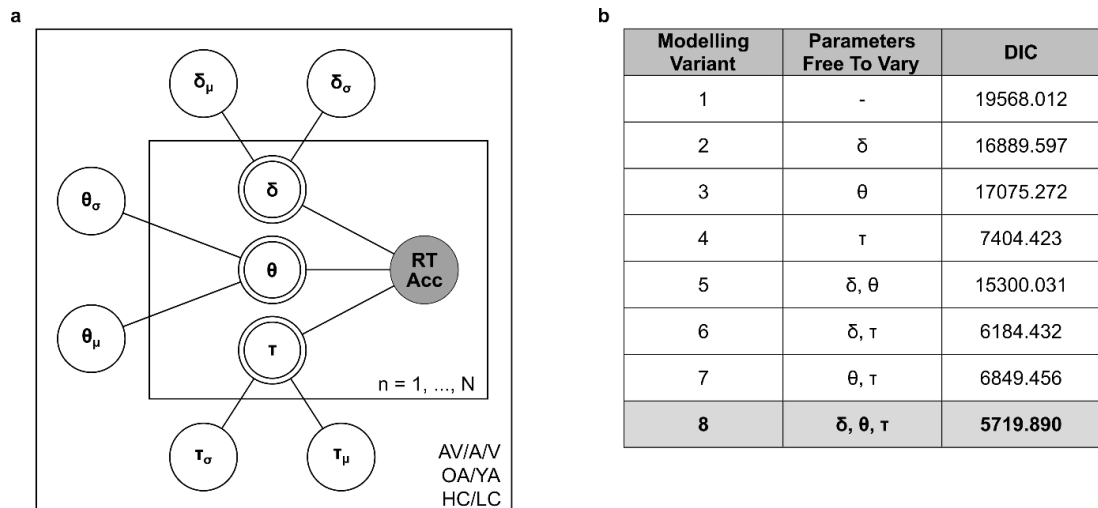 a
δμ
δσ
δ
θσ
θ
RT
Acc
θμ
τ
n = 1, ..., N
τσ
τμ
AV/A/V
OA/YA
HC/LC
b
Modelling Variant
Parameters Free To Vary
DIC
1 - 19568.012
2 δ 16889.597
3 θ 17075.272
4 τ 7404.423
5 δ, θ 15300.031
6 δ, τ 6184.432
7 θ, τ 6849.456
8 δ, θ, τ 5719.890